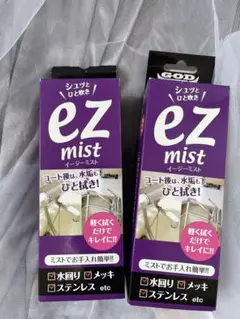 シュッと
ひと吹き
ez
mist
イージーミスト
コート後は、水垢も
ひと拭き!
軽く拭く
だけで
キレイに!!
ミストでお手入れ簡単!!
水回り メッキ
ステンレス etc
GOD
シュッと
ひと吹き
ez
mist
イージーミスト
コート後は、水垢も
ひと拭き!
軽く拭く
だけで
キレイに!!
ミストでお手入れ簡単!!
水回り メッキ
ステンレス etc